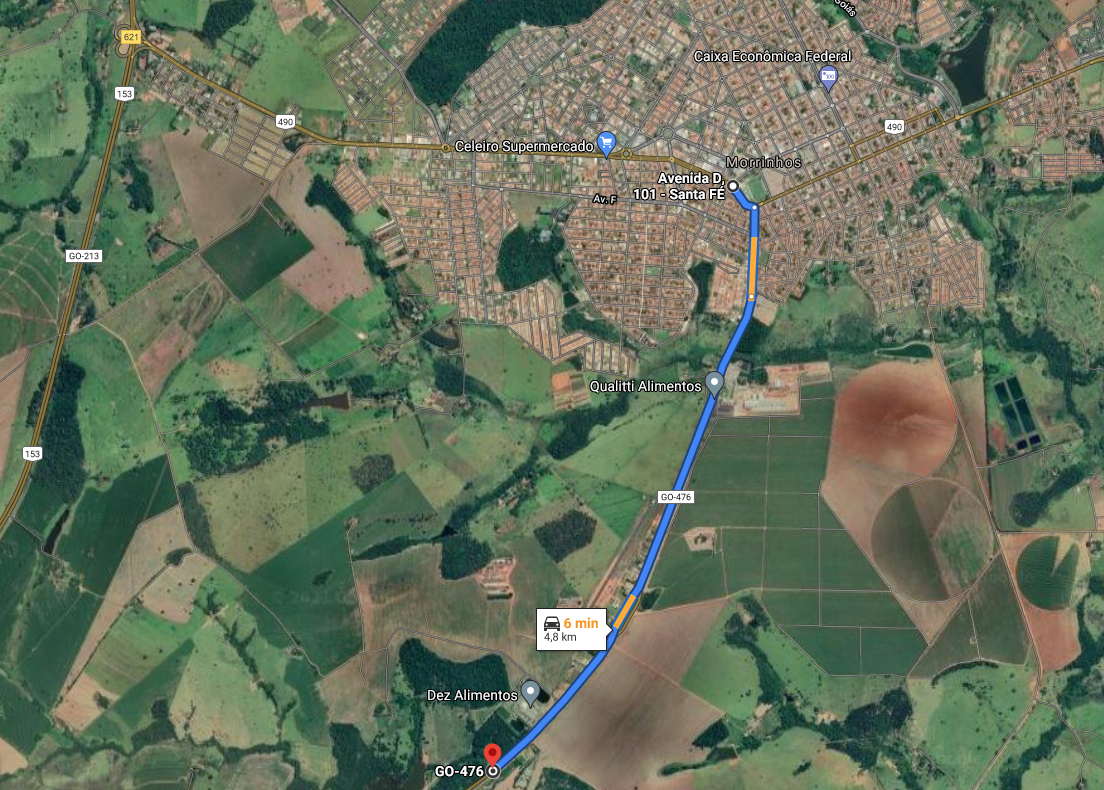 Goiás
621
Caixa Econômica Federal
153
490
490
Celeiro Supermercado
Morrinhos
Avenida D,
101 - Santa FÉ
Av. F
GO-213
Qualitti Alimentos
153
GO-476
6 min
4,8 km
Dez Alimentos
GO-476